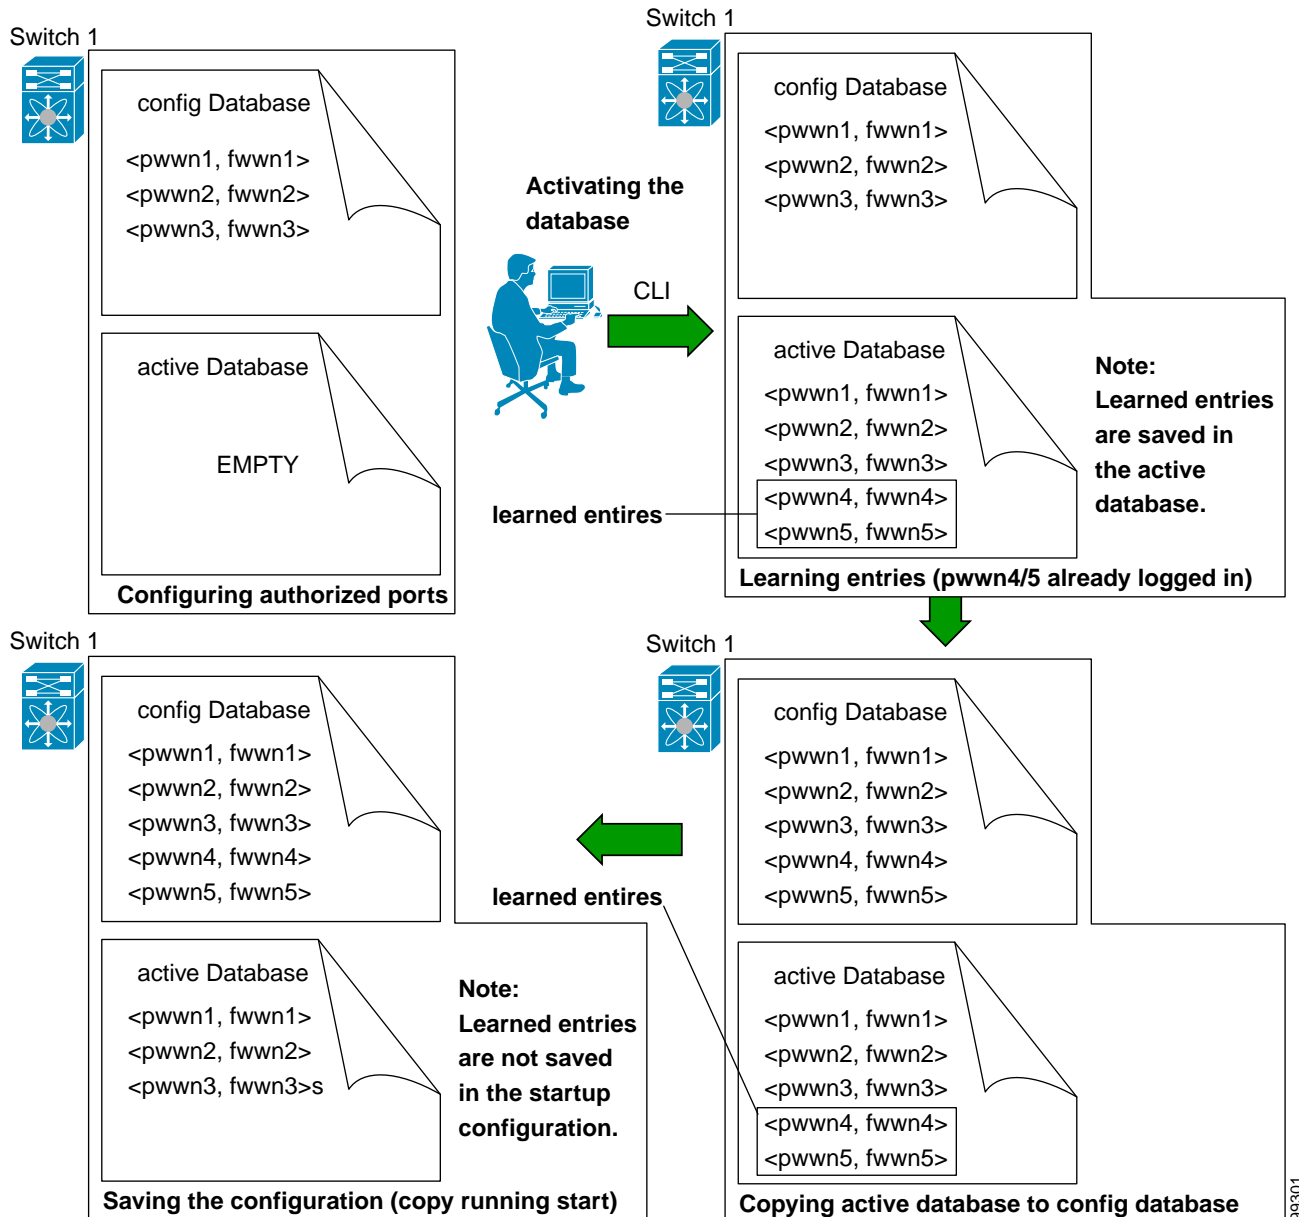 Switch 1
config Database
<pwwn1, fwwn1>
<pwwn2, fwwn2>
<pwwn3, fwwn3>
active Database
EMPTY
Configuring authorized ports
Activating the
database
CLI
Switch 1
config Database
<pwwn1, fwwn1>
<pwwn2, fwwn2>
<pwwn3, fwwn3>
active Database
<pwwn1, fwwn1>
<pwwn2, fwwn2>
<pwwn3, fwwn3>
<pwwn4, fwwn4>
<pwwn5, fwwn5>
learned entires
Note:
Learned entries
are saved in
the active
database.
Learning entries (pwwn4/5 already logged in)
Switch 1
config Database
<pwwn1, fwwn1>
<pwwn2, fwwn2>
<pwwn3, fwwn3>
<pwwn4, fwwn4>
<pwwn5, fwwn5>
active Database
<pwwn1, fwwn1>
<pwwn2, fwwn2>
<pwwn3, fwwn3>s
Note:
Learned entries
are not saved
in the startup
configuration.
Saving the configuration (copy running start)
Switch 1
config Database
<pwwn1, fwwn1>
<pwwn2, fwwn2>
<pwwn3, fwwn3>
<pwwn4, fwwn4>
<pwwn5, fwwn5>
learned entires
active Database
<pwwn1, fwwn1>
<pwwn2, fwwn2>
<pwwn3, fwwn3>
<pwwn4, fwwn4>
<pwwn5, fwwn5>
Copying active database to config database
99301